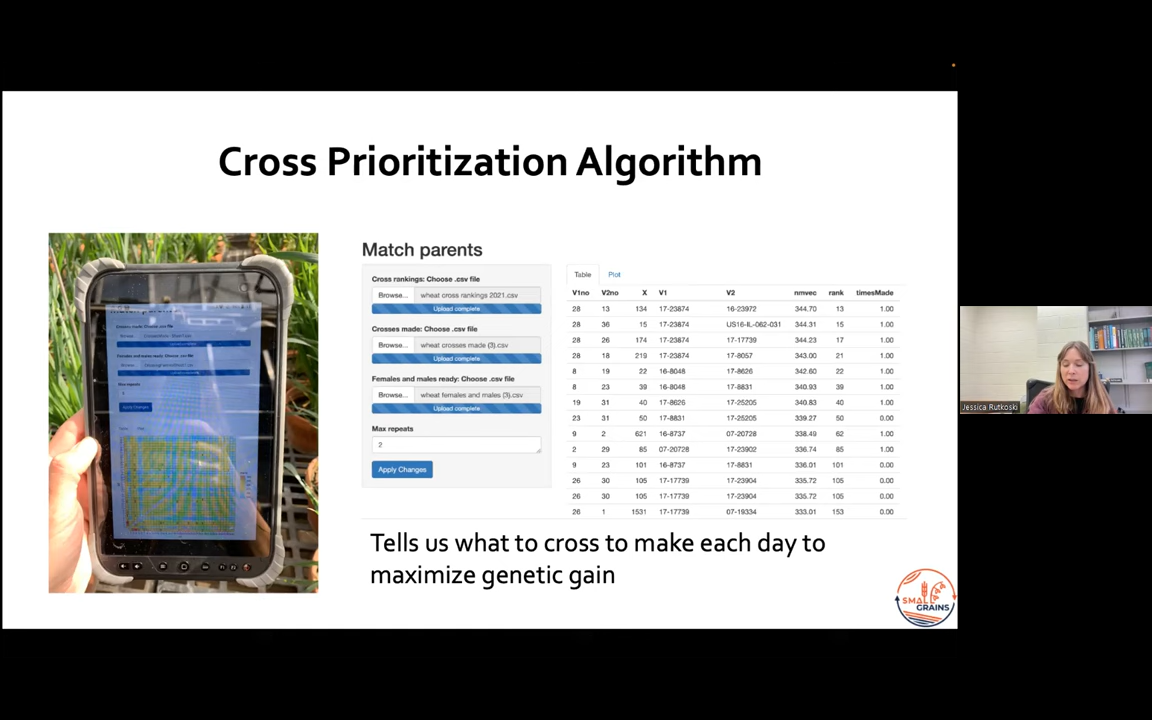 Cross Prioritization Algorithm
Match parents
Cross rankings: Choose .csv file
Browse... wheat cross rankings 2021.csv
Upload complete
Crosses made: Choose .csv file
Browse... wheat crosses made (3).csv
Upload complete
Females and males ready: Choose .csv file
Browse... wheat females and males (3).csv
Upload complete
Max repeats
2
Apply Changes
Table Plot
V1no V2no X V1 V2 nmvec rank timesMade
28 13 134 17-23874 16-23972 344.70 13 1.00
28 36 15 17-23874 US16-IL-062-031 344.31 15 1.00
28 26 174 17-23874 17-17739 344.23 17 1.00
28 18 219 17-23874 17-8057 343.00 21 1.00
8 19 22 16-8048 17-8626 342.60 22 1.00
8 23 39 16-8048 17-8831 340.93 39 1.00
19 31 40 17-8626 17-25205 340.83 40 1.00
23 31 50 17-8831 17-25205 339.27 50 0.00
9 2 621 16-8737 07-20728 338.49 62 1.00
2 29 85 07-20728 17-23902 336.74 85 1.00
9 23 101 16-8737 17-8831 336.01 101 0.00
26 30 105 17-17739 17-23904 335.72 105 0.00
26 30 105 17-17739 17-23904 335.72 105 0.00
26 1 1531 17-17739 07-19334 333.01 153 0.00
Tells us what to cross to make each day to
maximize genetic gain
SMALL
GRAINS
Jessica Rutkoski